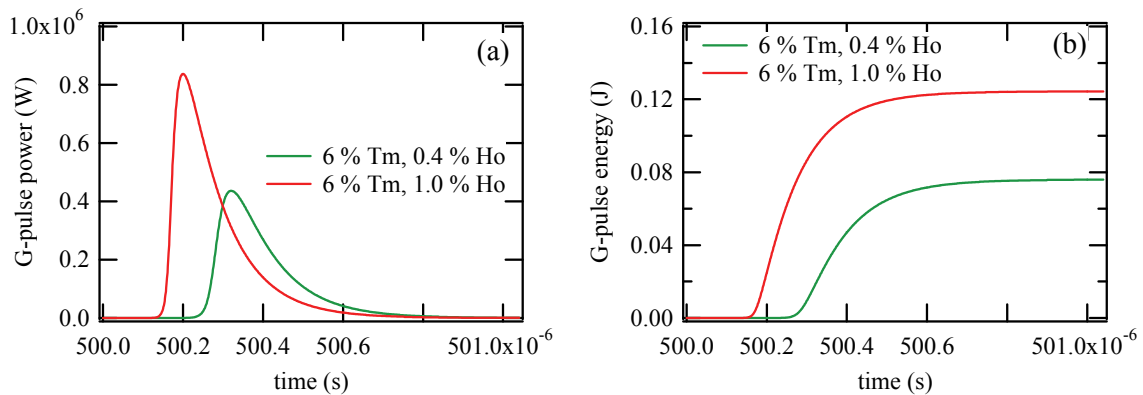 1.0x10⁶
(a)
0.8
0.6
0.4
0.2
0.0
G-pulse power (W)
6 % Tm, 0.4 % Ho
6 % Tm, 1.0 % Ho
500.0 500.2 500.4 500.6 501.0x10⁻⁶
time (s)
0.16
(b)
0.12
0.08
0.04
0.00
G-pulse energy (J)
6 % Tm, 0.4 % Ho
6 % Tm, 1.0 % Ho
500.0 500.2 500.4 500.6 501.0x10⁻⁶
time (s)